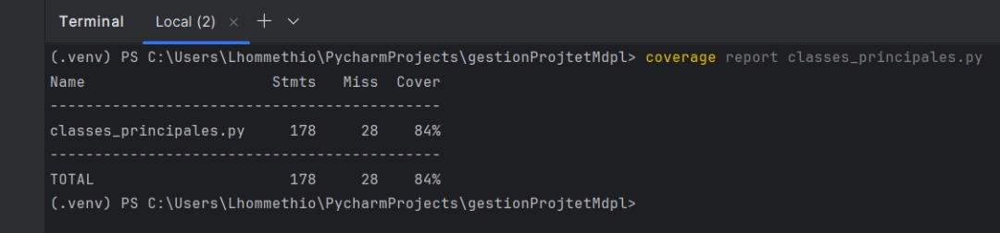 Terminal Local (2) × + ⌄
(.venv) PS C:\Users\Lhommethio\PycharmProjects\gestionProjtetMdpl> coverage report classes_principales.py
Name Stmts Miss Cover
--------------------------------------------
classes_principales.py 178 28 84%
--------------------------------------------
TOTAL 178 28 84%
(.venv) PS C:\Users\Lhommethio\PycharmProjects\gestionProjtetMdpl>